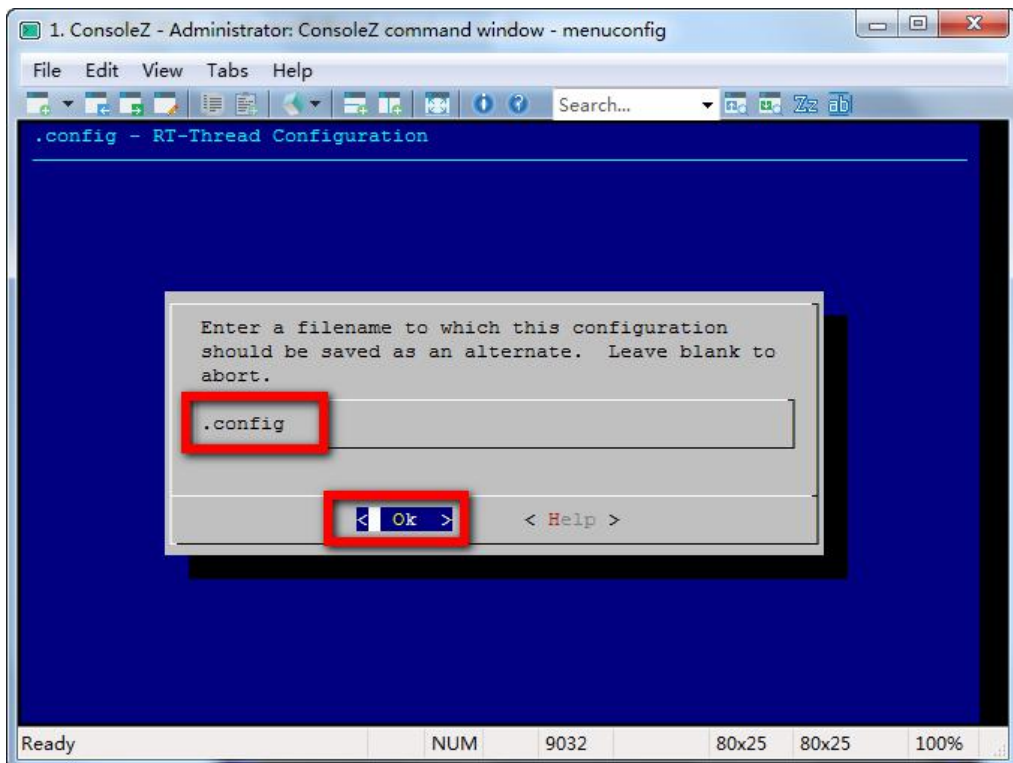 1. ConsoleZ - Administrator: ConsoleZ command window - menuconfig
File Edit View Tabs Help
Search...
.config - RT-Thread Configuration
Enter a filename to which this configuration
should be saved as an alternate. Leave blank to
abort.
.config
< Ok > < Help >
Ready NUM 9032 80x25 80x25 100%